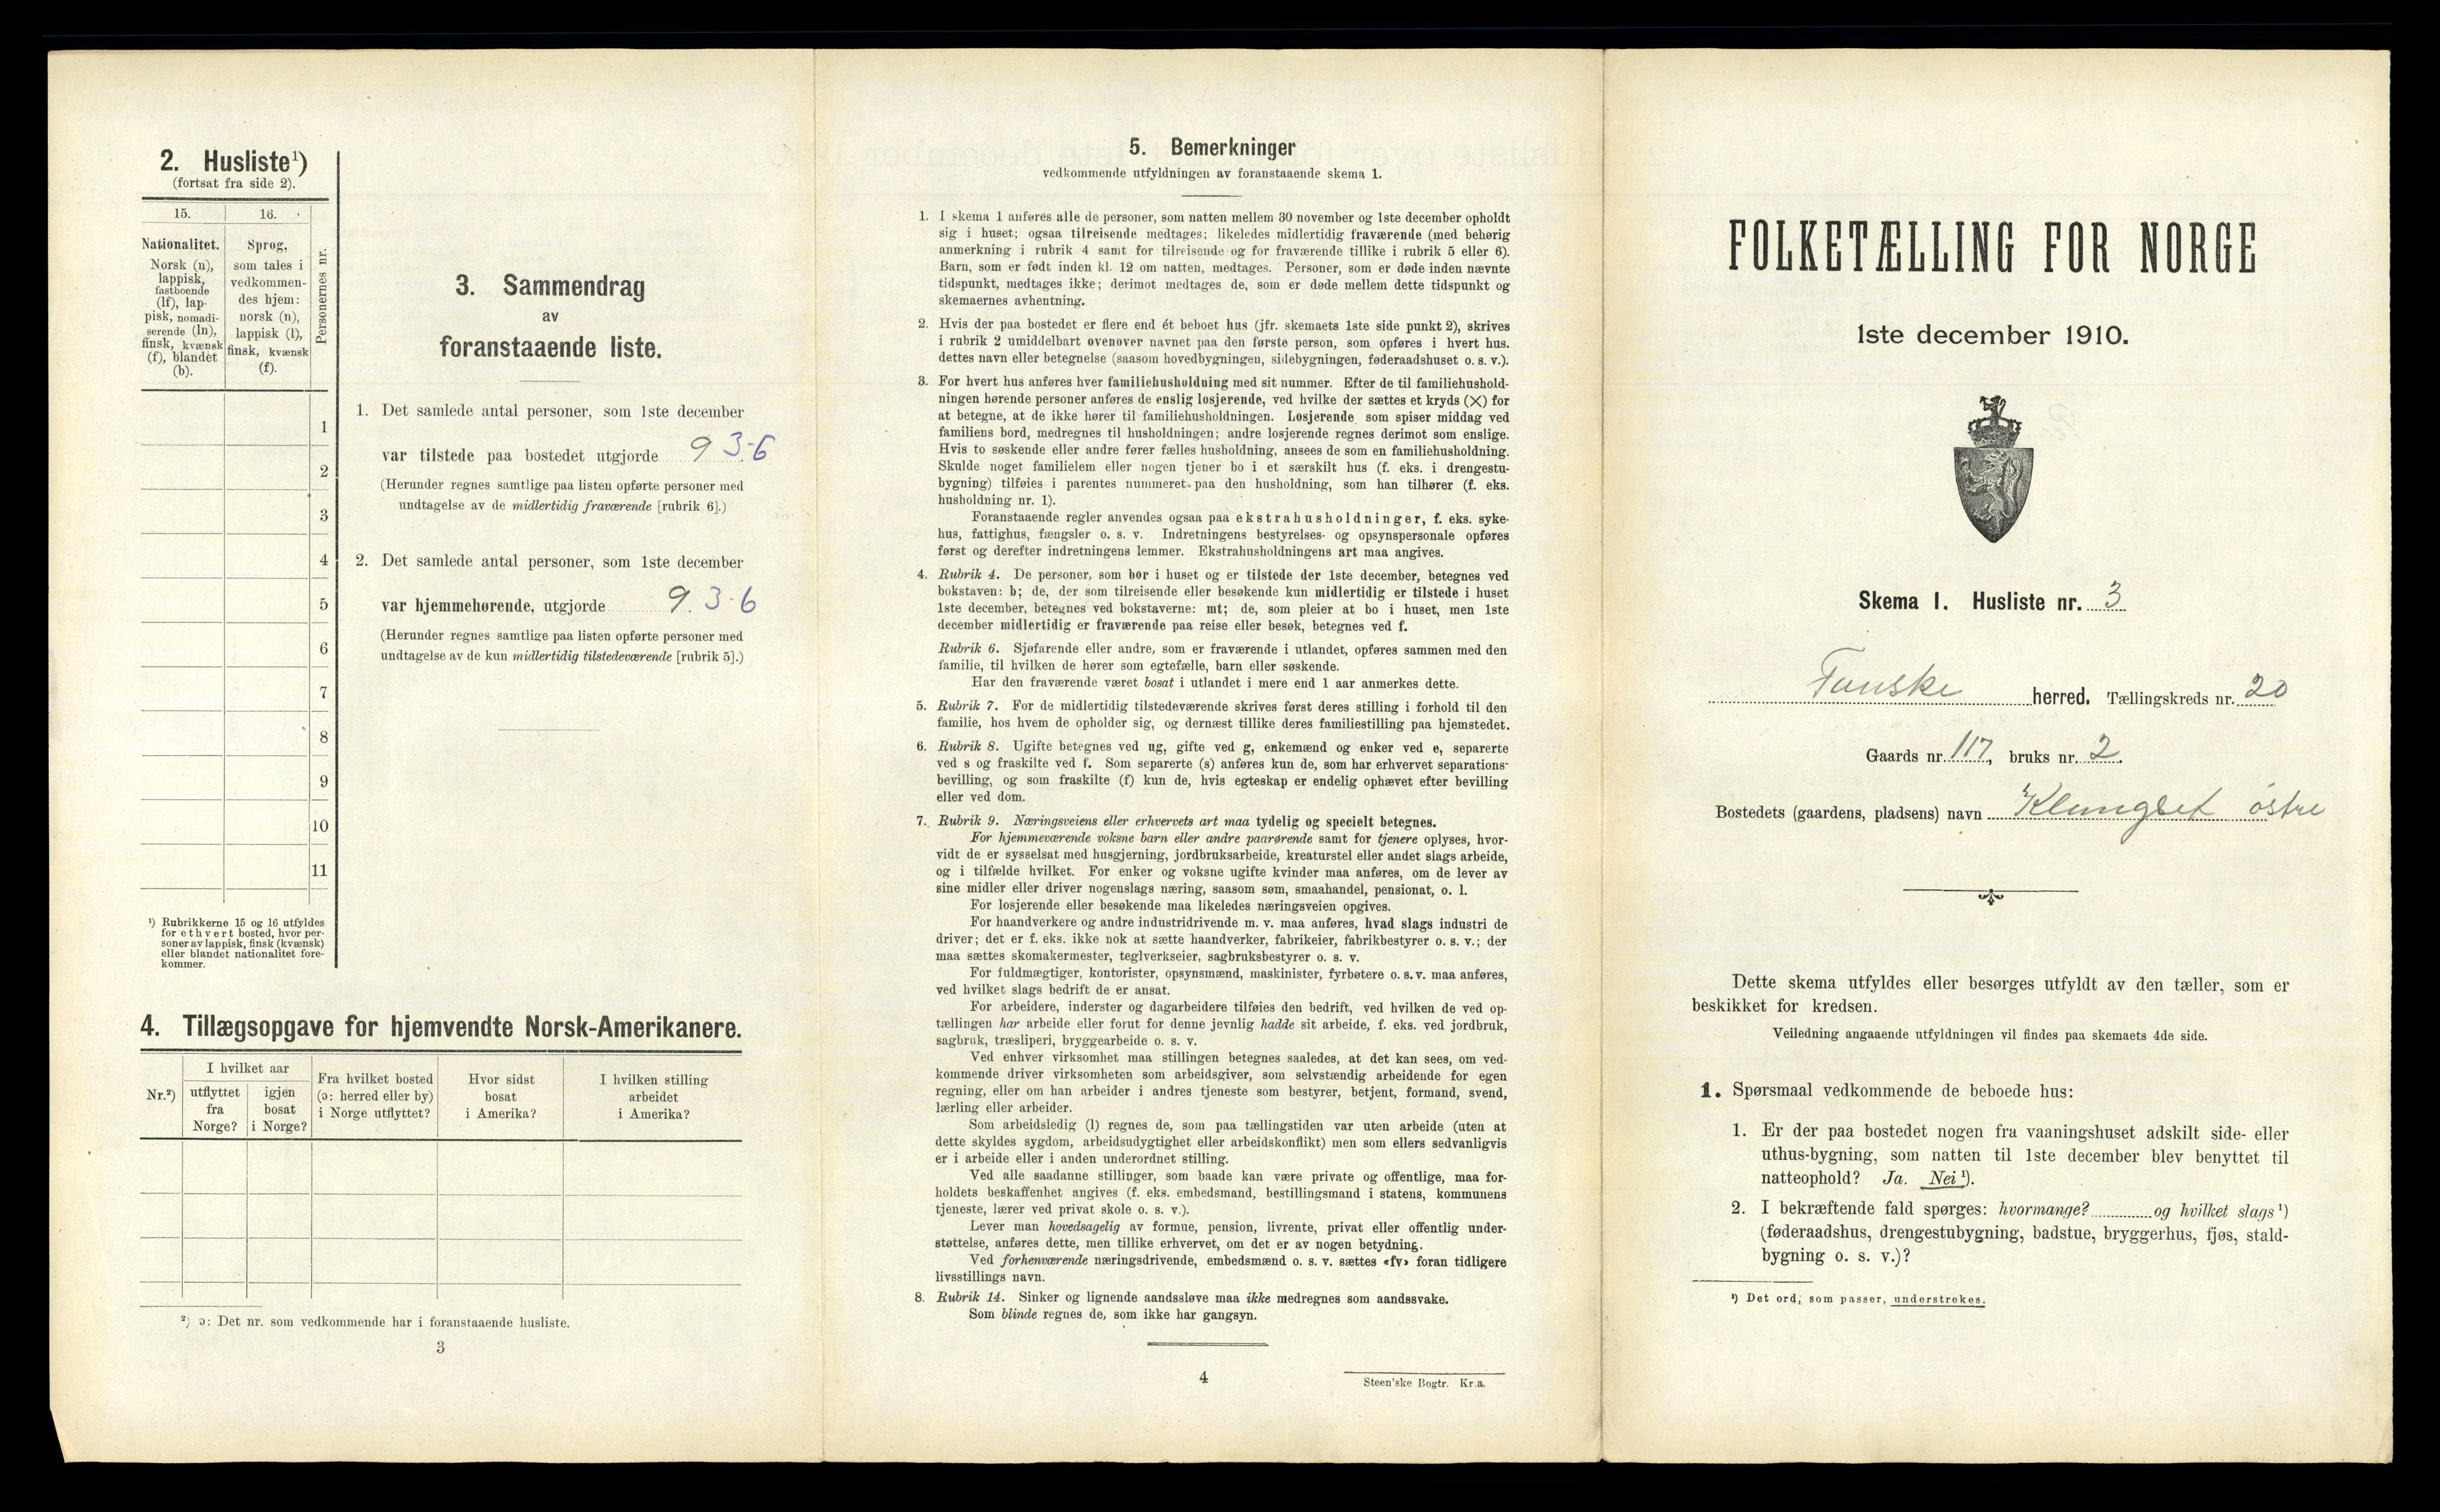 2. Husliste¹)
(fortsat fra side 2).
15. 16.
Nationalitet.
Norsk (n),
lappisk,
fastboende
(lf), lap-
pisk, nomadi-
serende (ln),
finsk, kvænsk
(f), blandet
(b).
Sprog,
som tales i
vedkommen-
des hjem:
norsk (n),
lappisk (l),
finsk, kvænsk
(f).
Personernes nr.
1
2
3
4
5
6
7
8
9
10
11
¹) Rubrikkerne 15 og 16 utfyldes
for ethvert bosted, hvor per-
soner av lappisk, finsk (kvænsk)
eller blandet nationalitet fore-
kommer.
3. Sammendrag
av
foranstaaende liste.
1. Det samlede antal personer, som 1ste december
var tilstede paa bostedet utgjorde 9 3-6
(Herunder regnes samtlige paa listen opførte personer med
undtagelse av de midlertidig fraværende [rubrik 6].)
2. Det samlede antal personer, som 1ste december
var hjemmehørende, utgjorde 9. 3-6
(Herunder regnes samtlige paa listen opførte personer med
undtagelse av de kun midlertidig tilstedeværende [rubrik 5].)
4. Tillægsopgave for hjemvendte Norsk-Amerikanere.
Nr.²)
I hvilket aar
utflyttet
fra
Norge?
igjen
bosat
i Norge?
Fra hvilket bosted
(ɔ: herred eller by)
i Norge utflyttet?
Hvor sidst
bosat
i Amerika?
I hvilken stilling
arbeidet
i Amerika?
²) ɔ: Det nr. som vedkommende har i foranstaaende husliste.
3
5. Bemerkninger
vedkommende utfyldningen av foranstaaende skema 1.
1. I skema 1 anføres alle de personer, som natten mellem 30 november og 1ste december opholdt
sig i huset; ogsaa tilreisende medtages; likeledes midlertidig fraværende (med behørig
anmerkning i rubrik 4 samt for tilreisende og for fraværende tillike i rubrik 5 eller 6).
Barn, som er født inden kl. 12 om natten, medtages. Personer, som er døde inden nævnte
tidspunkt, medtages ikke; derimot medtages de, som er døde mellem dette tidspunkt og
skemaernes avhentning.
2. Hvis der paa bostedet er flere end ét beboet hus (jfr. skemaets 1ste side punkt 2), skrives
i rubrik 2 umiddelbart ovenover navnet paa den første person, som opføres i hvert hus.
dettes navn eller betegnelse (saasom hovedbygningen, sidebygningen, føderaadshuset o. s. v.).
3. For hvert hus anføres hver familiehusholdning med sit nummer. Efter de til familiehushold-
ningen hørende personer anføres de enslig losjerende, ved hvilke der sættes et kryds (×) for
at betegne, at de ikke hører til familiehusholdningen. Losjerende som spiser middag ved
familiens bord, medregnes til husholdningen; andre losjerende regnes derimot som enslige.
Hvis to søskende eller andre fører fælles husholdning, ansees de som en familiehusholdning.
Skulde noget familielem eller nogen tjener bo i et særskilt hus (f. eks. i drengestu-
bygning) tilføies i parentes nummeret paa den husholdning, som han tilhører (f. eks.
husholdning nr. 1).
Foranstaaende regler anvendes ogsaa paa ekstrahusholdninger, f. eks. syke-
hus, fattighus, fængsler o. s. v. Indretningens bestyrelses- og opsynspersonale opføres
først og derefter indretningens lemmer. Ekstrahusholdningens art maa angives.
4. Rubrik 4. De personer, som bor i huset og er tilstede der 1ste december, betegnes ved
bokstaven: b; de, der som tilreisende eller besøkende kun midlertidig er tilstede i huset
1ste december, betegnes ved bokstaverne: mt; de, som pleier at bo i huset, men 1ste
december midlertidig er fraværende paa reise eller besøk, betegnes ved f.
Rubrik 6. Sjøfarende eller andre, som er fraværende i utlandet, opføres sammen med den
familie, til hvilken de hører som egtefælle, barn eller søskende.
Har den fraværende været bosat i utlandet i mere end 1 aar anmerkes dette.
5. Rubrik 7. For de midlertidig tilstedeværende skrives først deres stilling i forhold til den
familie, hos hvem de opholder sig, og dernæst tillike deres familiestilling paa hjemstedet.
6. Rubrik 8. Ugifte betegnes ved ug, gifte ved g, enkemænd og enker ved e, separerte
ved s og fraskilte ved f. Som separerte (s) anføres kun de, som har erhvervet separations-
bevilling, og som fraskilte (f) kun de, hvis egteskap er endelig ophævet efter bevilling
eller ved dom.
7. Rubrik 9. Næringsveiens eller erhvervets art maa tydelig og specielt betegnes.
For hjemmeværende voksne barn eller andre paarørende samt for tjenere oplyses, hvor-
vidt de er sysselsat med husgjerning, jordbruksarbeide, kreaturstel eller andet slags arbeide,
og i tilfælde hvilket. For enker og voksne ugifte kvinder maa anføres, om de lever av
sine midler eller driver nogenslags næring, saasom søm, smaahandel, pensionat, o. l.
For losjerende eller besøkende maa likeledes næringsveien opgives.
For haandverkere og andre industridrivende m. v. maa anføres, hvad slags industri de
driver; det er f. eks. ikke nok at sætte haandverker, fabrikeier, fabrikbestyrer o. s. v.; der
maa sættes skomakermester, teglverkseier, sagbruksbestyrer o. s. v.
For fuldmægtiger, kontorister, opsynsmænd, maskinister, fyrbøtere o. s. v. maa anføres,
ved hvilket slags bedrift de er ansat.
For arbeidere, inderster og dagarbeidere tilføies den bedrift, ved hvilken de ved op-
tællingen har arbeide eller forut for denne jevnlig hadde sit arbeide, f. eks. ved jordbruk,
sagbruk, træsliperi, bryggearbeide o. s. v.
Ved enhver virksomhet maa stillingen betegnes saaledes, at det kan sees, om ved-
kommende driver virksomheten som arbeidsgiver, som selvstændig arbeidende for egen
regning, eller om han arbeider i andres tjeneste som bestyrer, betjent, formand, svend,
lærling eller arbeider.
Som arbeidsledig (l) regnes de, som paa tællingstiden var uten arbeide (uten at
dette skyldes sygdom, arbeidsudygtighet eller arbeidskonflikt) men som ellers sedvanligvis
er i arbeide eller i anden underordnet stilling.
Ved alle saadanne stillinger, som baade kan være private og offentlige, maa for-
holdets beskaffenhet angives (f. eks. embedsmand, bestillingsmand i statens, kommunens
tjeneste, lærer ved privat skole o. s. v.).
Lever man hovedsagelig av formue, pension, livrente, privat eller offentlig under-
støttelse, anføres dette, men tillike erhvervet, om det er av nogen betydning.
Ved forhenværende næringsdrivende, embedsmænd o. s. v. sættes «fv» foran tidligere
livsstillings navn.
8. Rubrik 14. Sinker og lignende aandssløve maa ikke medregnes som aandssvake.
Som blinde regnes de, som ikke har gangsyn.
4
Steen'ske Bogtr. Kr.a.
FOLKETÆLLING FOR NORGE
1ste december 1910.
Skema 1. Husliste nr. 3
Fauske herred. Tællingskreds nr. 20
Gaards nr. 117, bruks nr. 2.
Bostedets (gaardens, pladsens) navn Klungset østre
Dette skema utfyldes eller besørges utfyldt av den tæller, som er
beskikket for kredsen.
Veiledning angaaende utfyldningen vil findes paa skemaets 4de side.
1. Spørsmaal vedkommende de beboede hus:
1. Er der paa bostedet nogen fra vaaningshuset adskilt side- eller
uthus-bygning, som natten til 1ste december blev benyttet til
natteophold? Ja. Nei ¹).
2. I bekræftende fald spørges: hvormange? og hvilket slags ¹)
(føderaadshus, drengestubygning, badstue, bryggerhus, fjøs, stald-
bygning o. s. v.)?
¹) Det ord, som passer, understrekes.